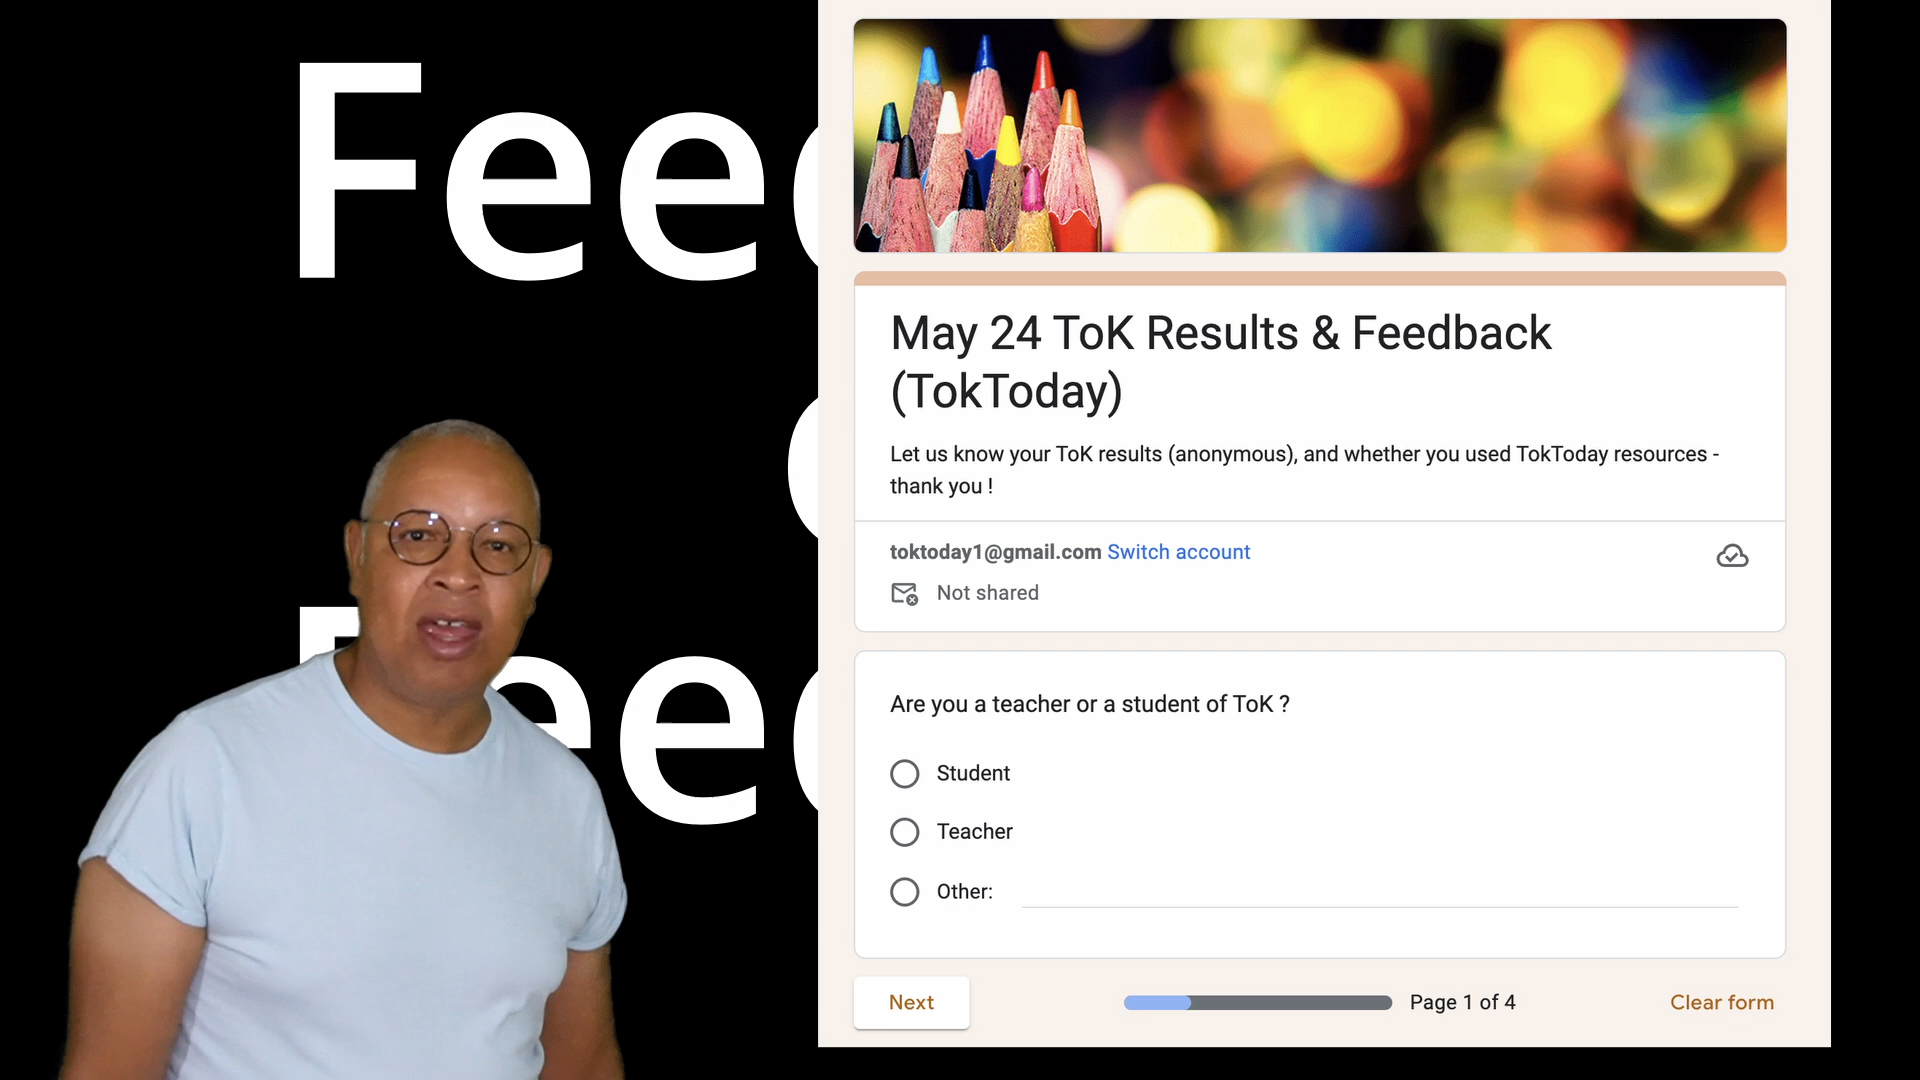 Feed
Feed
May 24 ToK Results & Feedback
(TokToday)
Let us know your ToK results (anonymous), and whether you used TokToday resources -
thank you !
toktoday1@gmail.com Switch account
Not shared
Are you a teacher or a student of ToK ?
Student
Teacher
Other:
Next
Page 1 of 4
Clear form